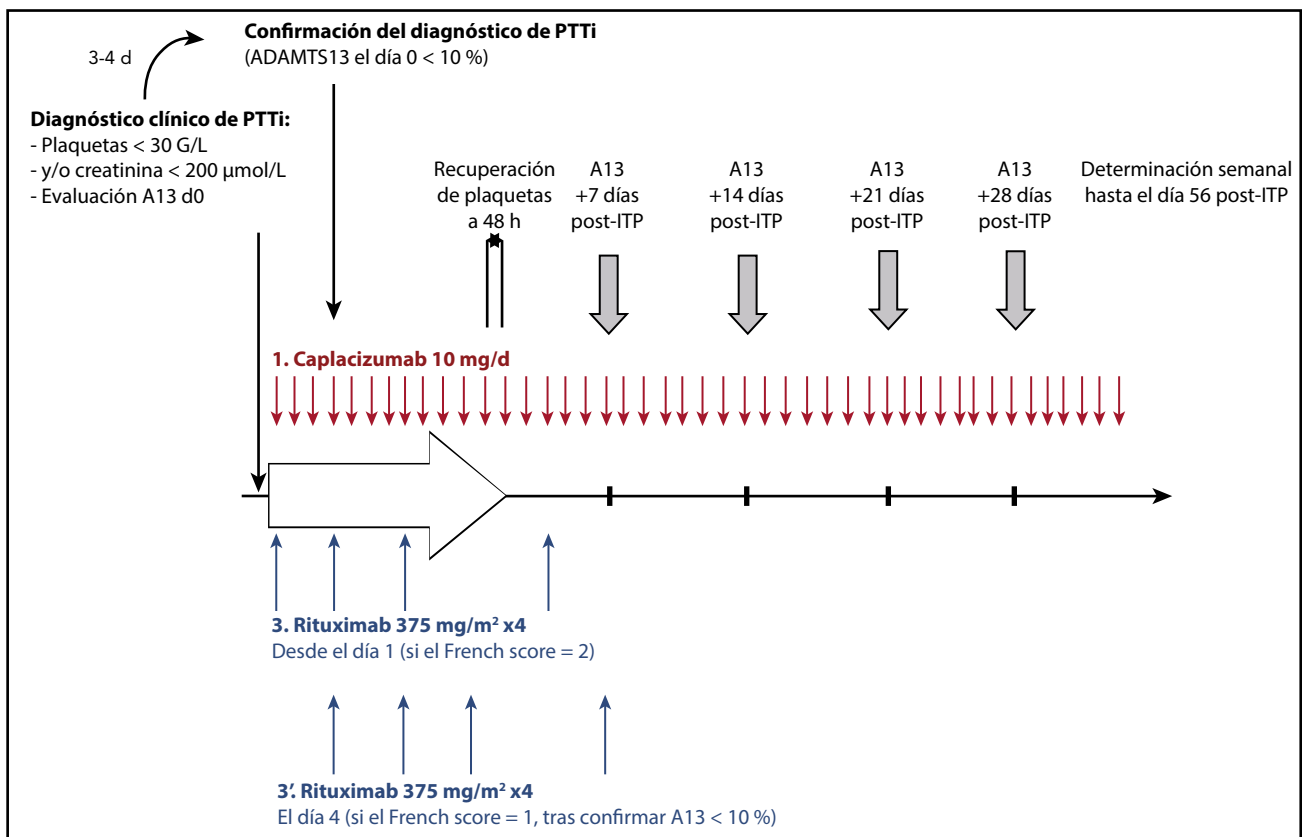 Confirmación del diagnóstico de PTTi
(ADAMTS13 el día 0 < 10 %)
3-4 d
Diagnóstico clínico de PTTi:
- Plaquetas < 30 G/L
- y/o creatinina < 200 μmol/L
- Evaluación A13 d0
Recuperación
de plaquetas
a 48 h
A13
+7 días
post-ITP
A13
+14 días
post-ITP
A13
+21 días
post-ITP
A13
+28 días
post-ITP
Determinación semanal
hasta el día 56 post-ITP
1. Caplacizumab 10 mg/d
3. Rituximab 375 mg/m² x4
Desde el día 1 (si el French score = 2)
3'. Rituximab 375 mg/m² x4
El día 4 (si el French score = 1, tras confirmar A13 < 10 %)